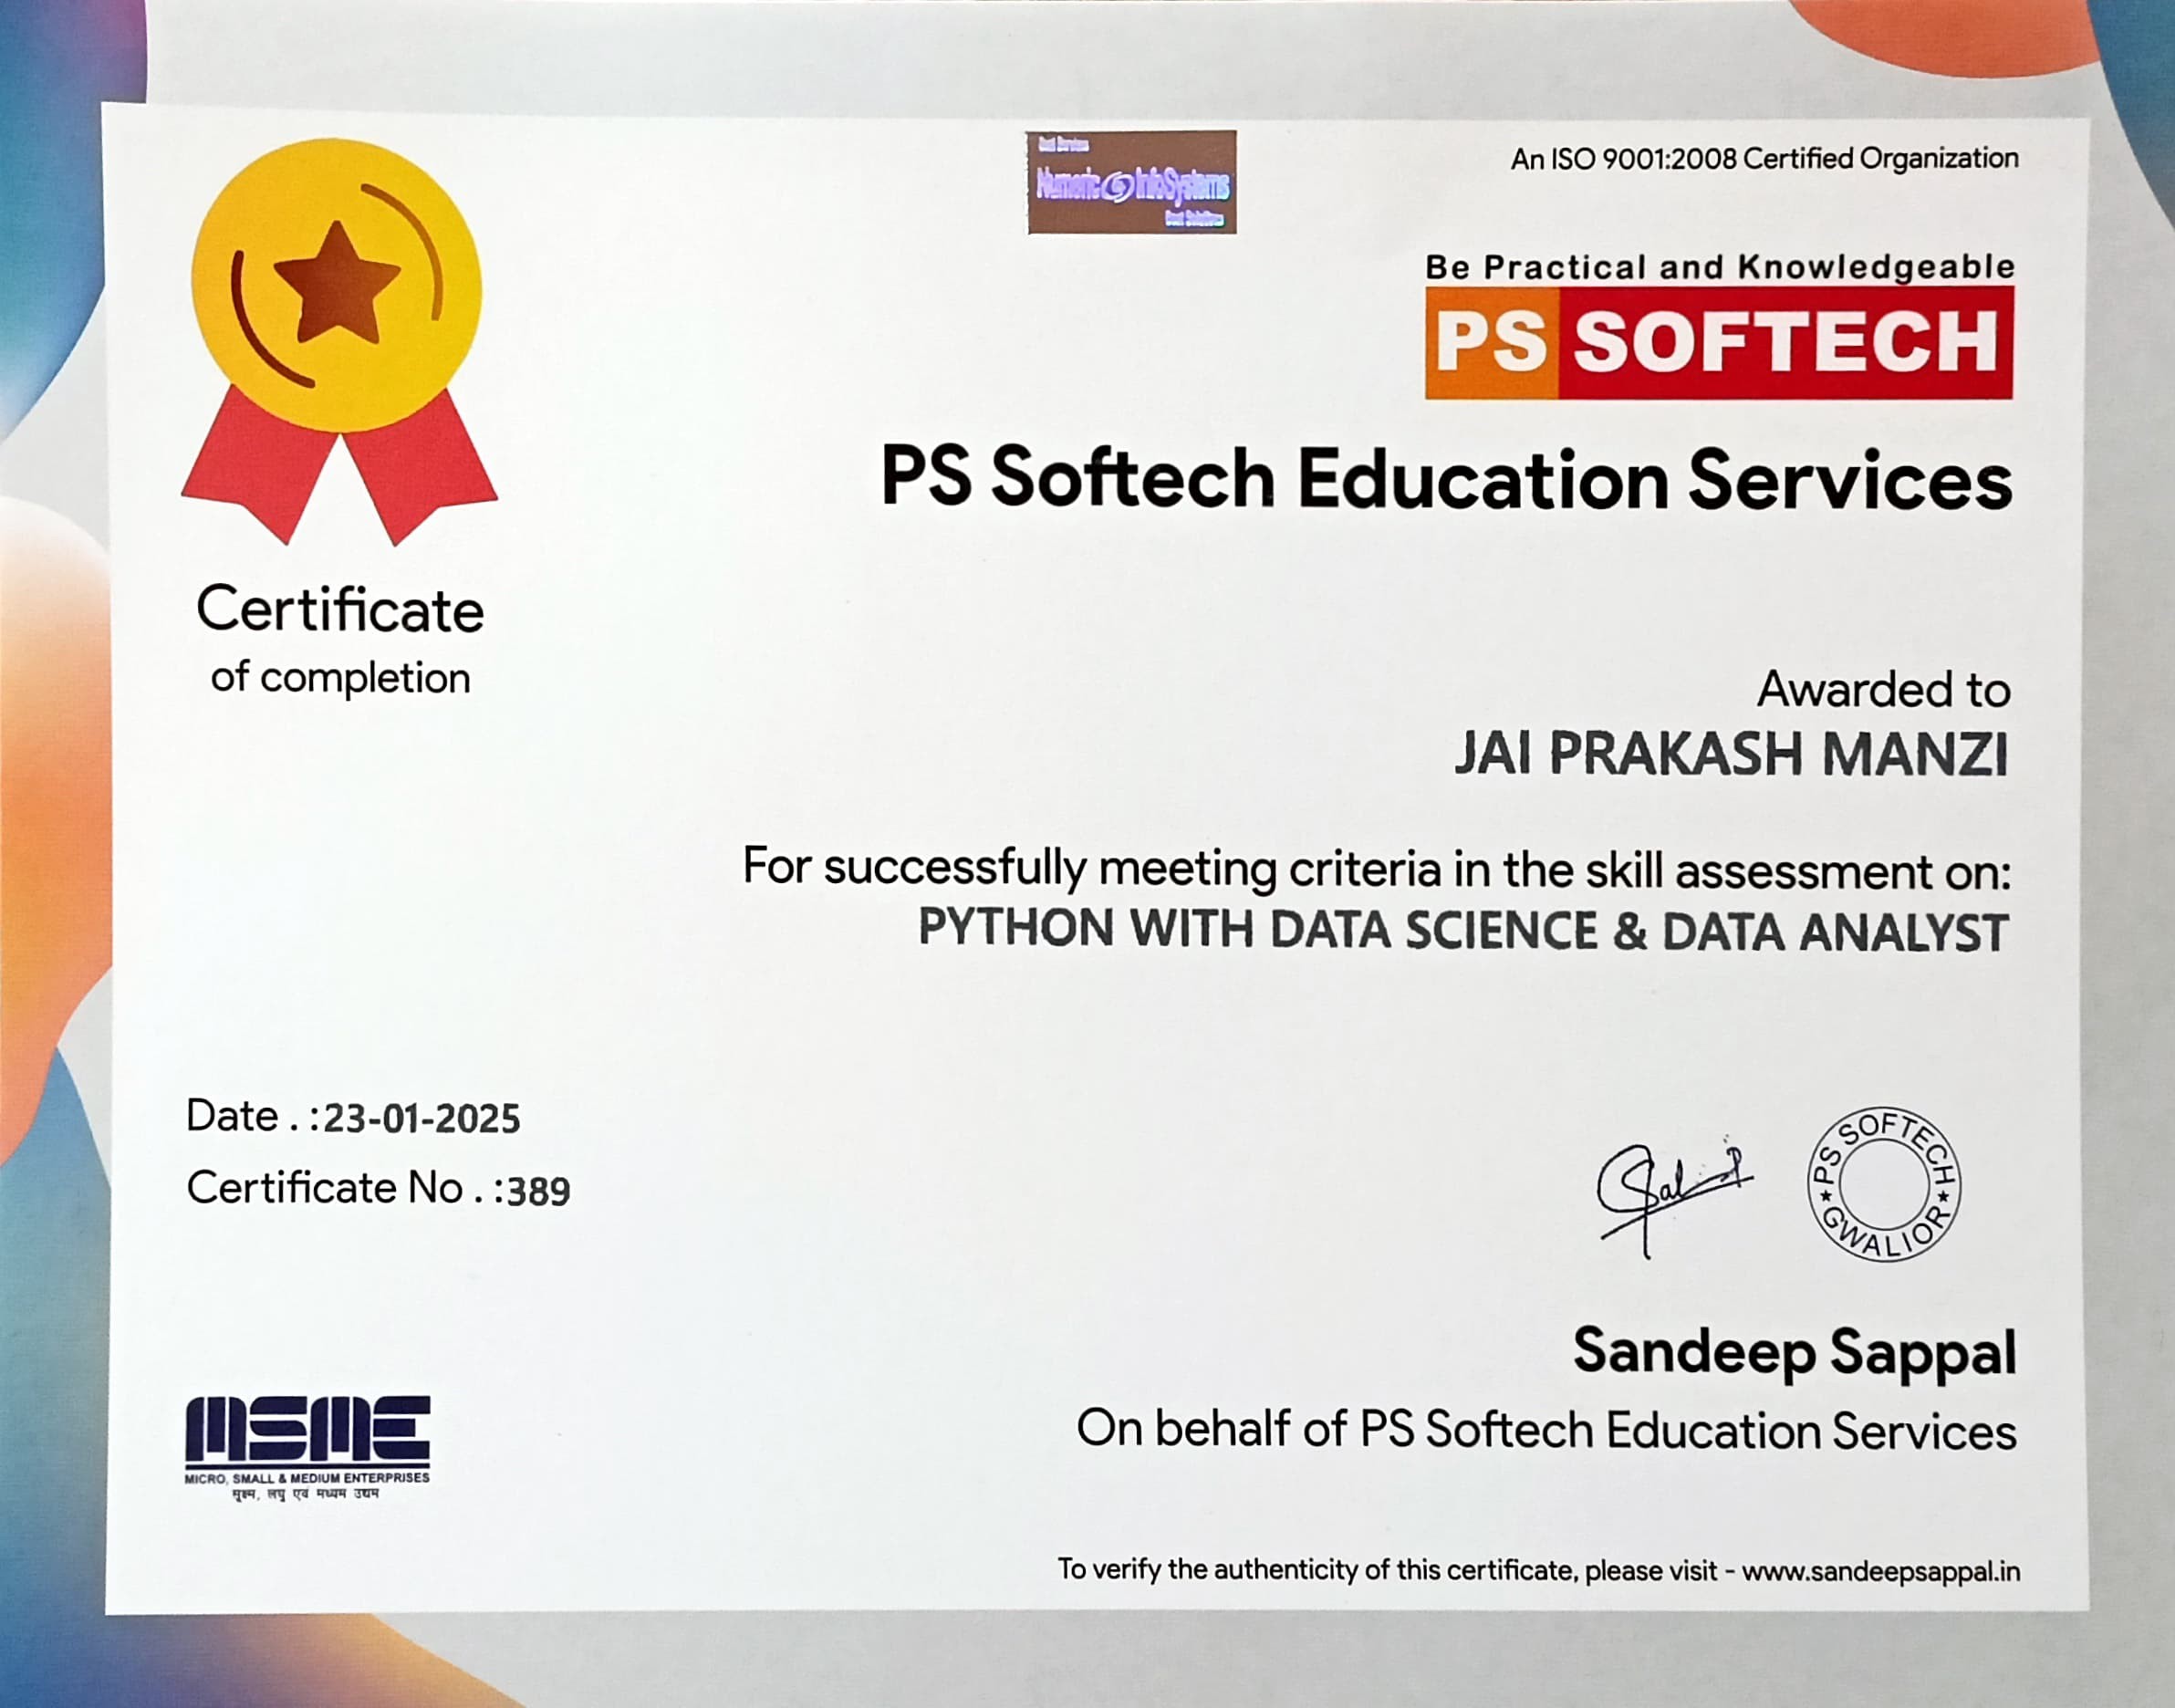 Best Services
Numeric InfoSystems
Best Solutions
An ISO 9001:2008 Certified Organization
Be Practical and Knowledgeable
PS SOFTECH
PS Softech Education Services
Certificate
of completion
Awarded to
JAI PRAKASH MANZI
For successfully meeting criteria in the skill assessment on:
PYTHON WITH DATA SCIENCE & DATA ANALYST
Date . :23-01-2025
Certificate No . :389
PS SOFTECH
GWALIOR
Sandeep Sappal
On behalf of PS Softech Education Services
MSME
MICRO, SMALL & MEDIUM ENTERPRISES
सूक्ष्म, लघु एवं मध्यम उद्यम
To verify the authenticity of this certificate, please visit - www.sandeepsappal.in